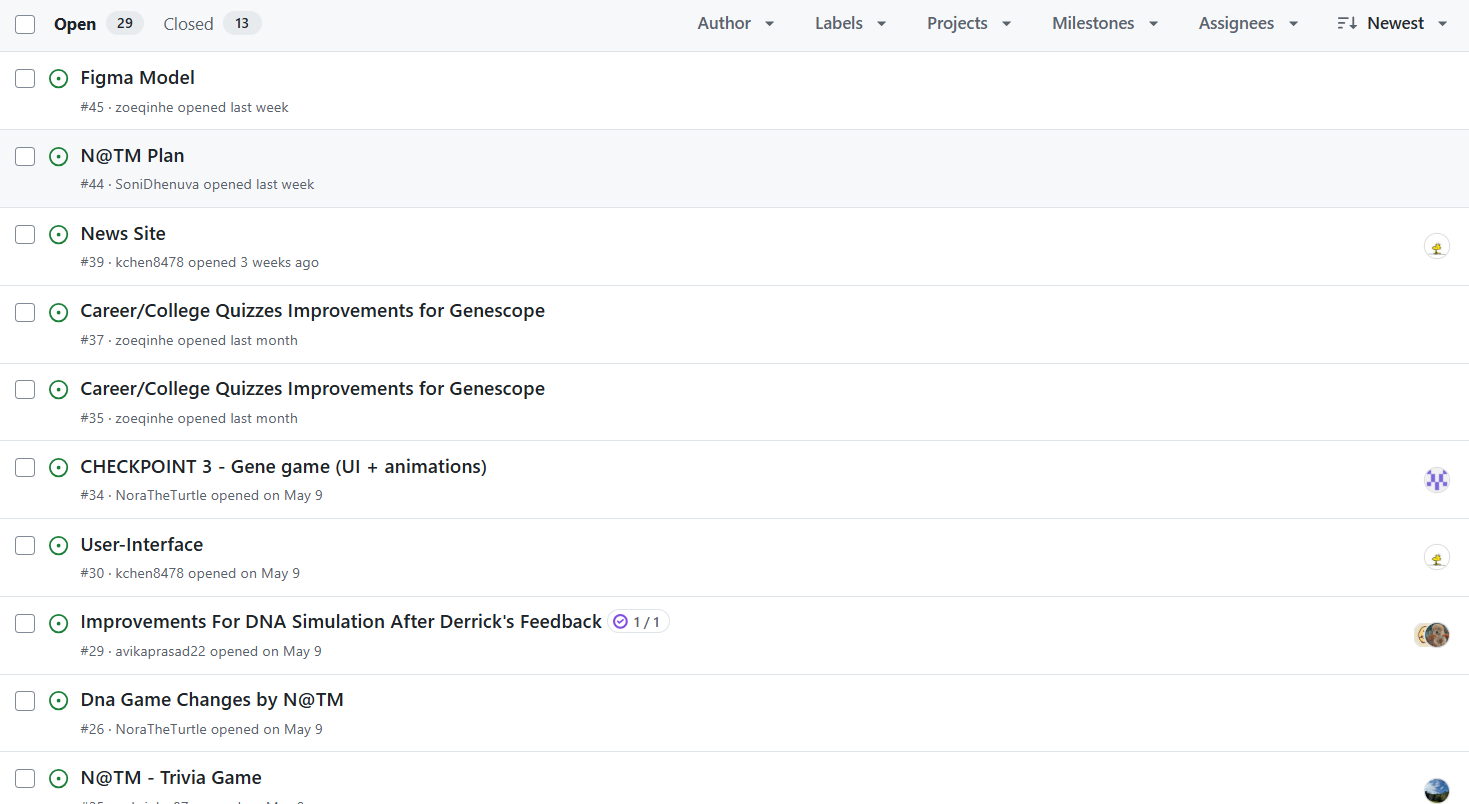 Open 29 Closed 13 Author Labels Projects Milestones Assignees Newest
Figma Model
#45 · zoeqinhe opened last week
N@TM Plan
#44 · SoniDhenuva opened last week
News Site
#39 · kchen8478 opened 3 weeks ago
Career/College Quizzes Improvements for Genescope
#37 · zoeqinhe opened last month
Career/College Quizzes Improvements for Genescope
#35 · zoeqinhe opened last month
CHECKPOINT 3 - Gene game (UI + animations)
#34 · NoraTheTurtle opened on May 9
User-Interface
#30 · kchen8478 opened on May 9
Improvements For DNA Simulation After Derrick's Feedback 1 / 1
#29 · avikaprasad22 opened on May 9
Dna Game Changes by N@TM
#26 · NoraTheTurtle opened on May 9
N@TM - Trivia Game